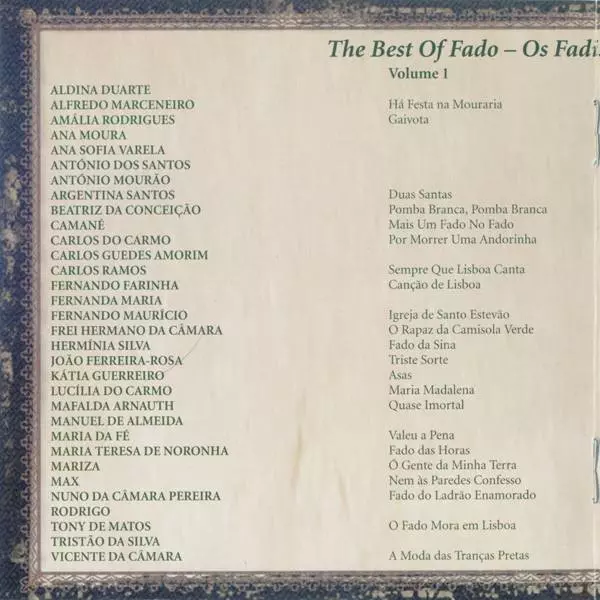 The Best Of Fado – Os Fadi
Volume 1
ALDINA DUARTE
ALFREDO MARCENEIRO Há Festa na Mouraria
AMÁLIA RODRIGUES Gaivota
ANA MOURA
ANA SOFIA VARELA
ANTÓNIO DOS SANTOS
ANTÓNIO MOURÃO
ARGENTINA SANTOS Duas Santas
BEATRIZ DA CONCEIÇÃO Pomba Branca, Pomba Branca
CAMANÉ Mais Um Fado No Fado
CARLOS DO CARMO Por Morrer Uma Andorinha
CARLOS GUEDES AMORIM
CARLOS RAMOS Sempre Que Lisboa Canta
FERNANDO FARINHA Canção de Lisboa
FERNANDA MARIA
FERNANDO MAURÍCIO Igreja de Santo Estevão
FREI HERMANO DA CÂMARA O Rapaz da Camisola Verde
HERMÍNIA SILVA Fado da Sina
JOÃO FERREIRA-ROSA Triste Sorte
KÁTIA GUERREIRO Asas
LUCÍLIA DO CARMO Maria Madalena
MAFALDA ARNAUTH Quase Imortal
MANUEL DE ALMEIDA
MARIA DA FÉ Valeu a Pena
MARIA TERESA DE NORONHA Fado das Horas
MARIZA Ó Gente da Minha Terra
MAX Nem às Paredes Confesso
NUNO DA CÂMARA PEREIRA Fado do Ladrão Enamorado
RODRIGO
TONY DE MATOS O Fado Mora em Lisboa
TRISTÃO DA SILVA
VICENTE DA CÂMARA A Moda das Tranças Pretas